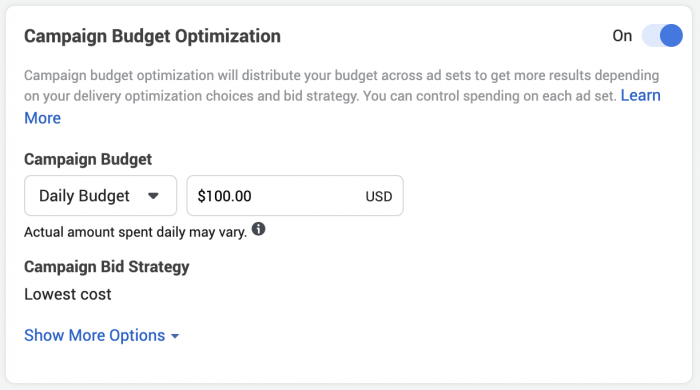 Campaign Budget Optimization On
Campaign budget optimization will distribute your budget across ad sets to get more results depending
on your delivery optimization choices and bid strategy. You can control spending on each ad set. Learn
More
Campaign Budget
Daily Budget $100.00 USD
Actual amount spent daily may vary.
Campaign Bid Strategy
Lowest cost
Show More Options